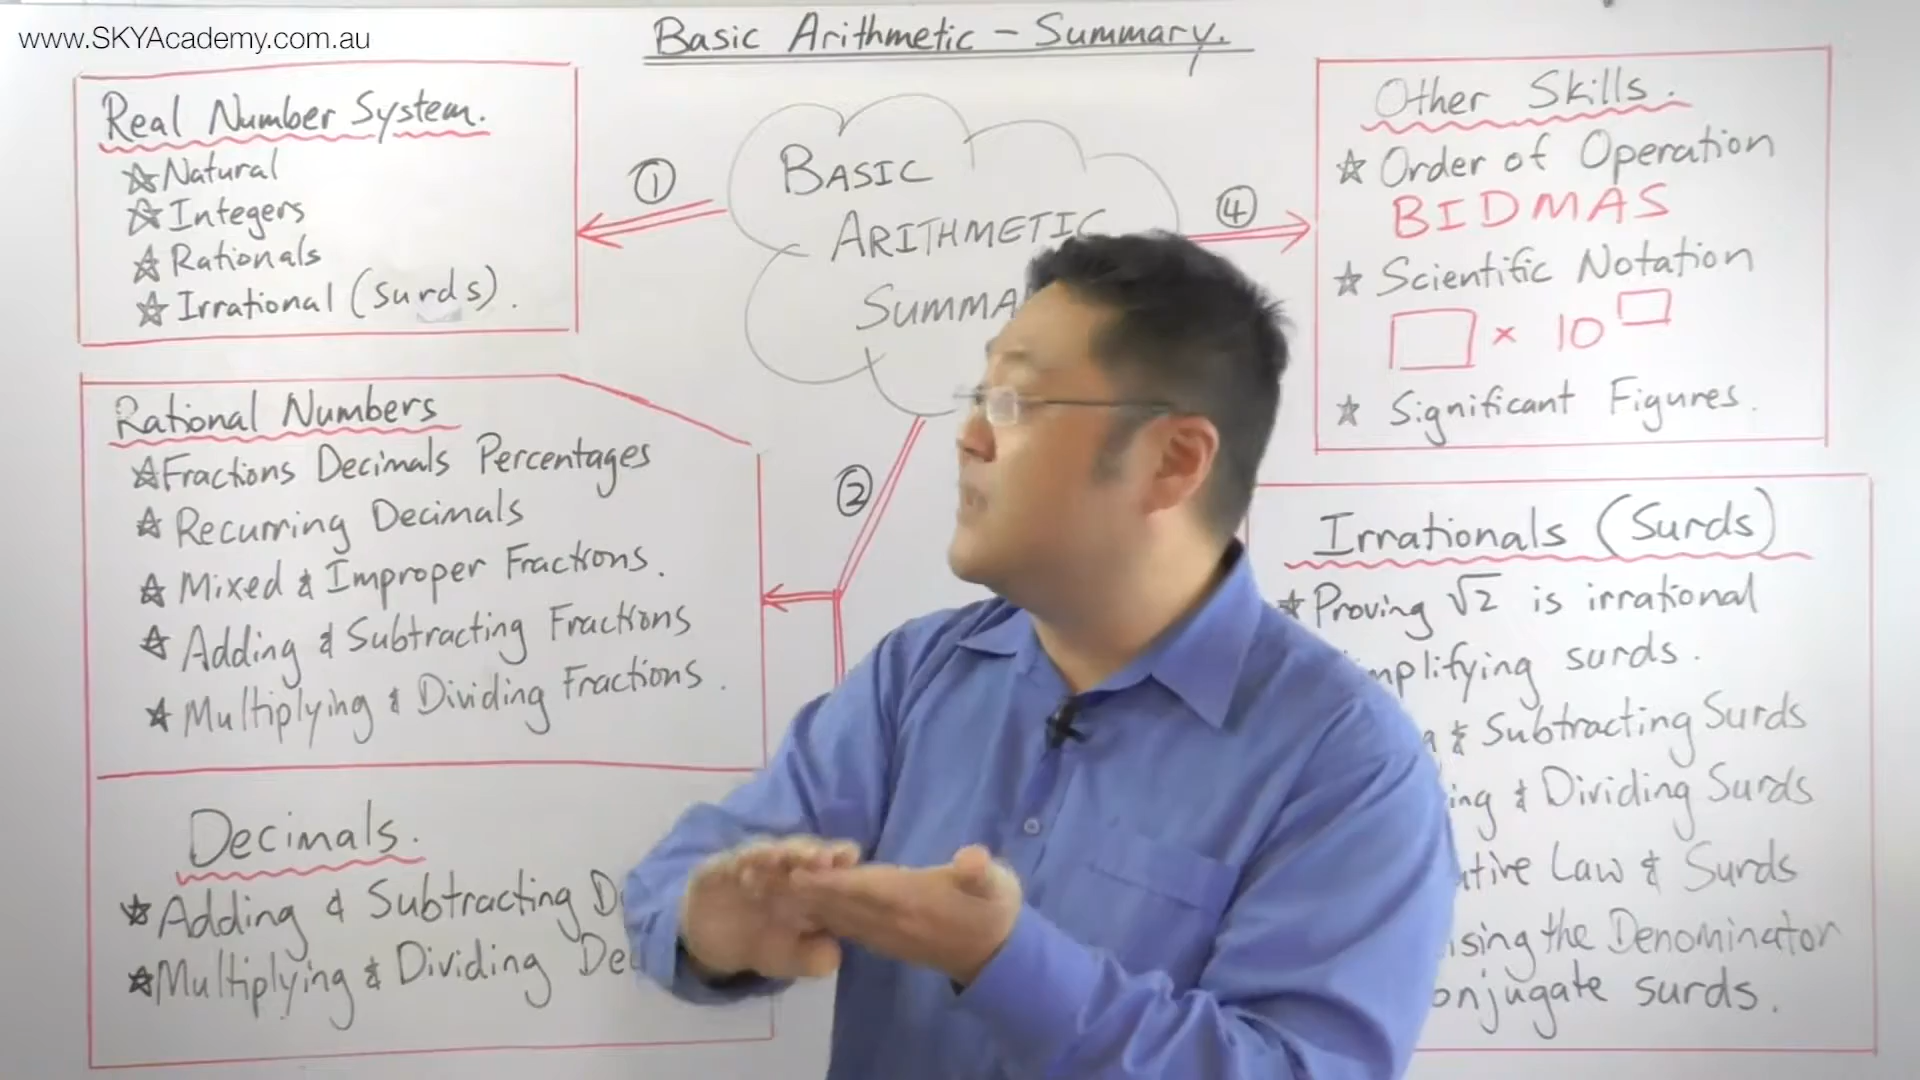 www.SKYAcademy.com.au
Basic Arithmetic - Summary.
Real Number System.
☆ Natural
☆ Integers
☆ Rationals
☆ Irrational (surds).
①
BASIC
ARITHMETIC
④
②
Other Skills.
☆ Order of Operation
BIDMAS
☆ Scientific Notation
□ × 10□
☆ Significant Figures.
Rational Numbers
☆ Fractions Decimals Percentages
☆ Recurring Decimals
☆ Mixed & Improper Fractions.
☆ Adding & Subtracting Fractions
☆ Multiplying & Dividing Fractions.
Decimals.
☆ Adding & Subtracting
☆ Multiplying & Dividing
Irrationals (Surds)
☆ Proving √2 is irrational
surds.
& Subtracting Surds
& Dividing Surds
Law & Surds
the Denominator
surds.